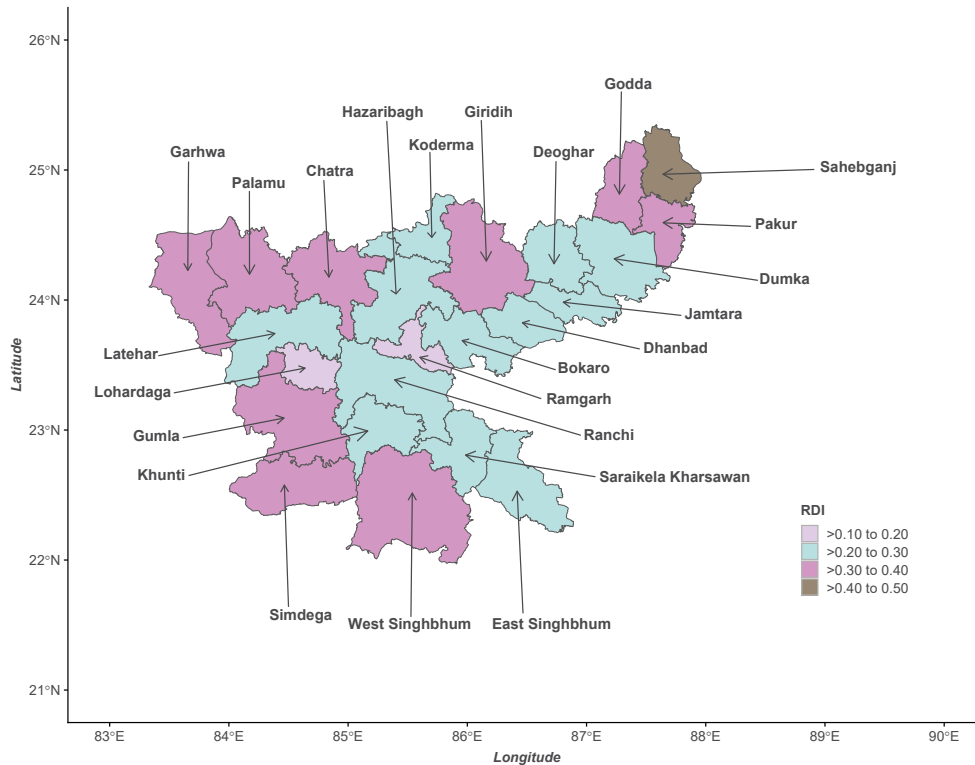 26°N
Godda
Hazaribagh
Giridih
Koderma
Garhwa
Deoghar
Chatra
Sahebganj
25°N
Palamu
Pakur
Dumka
24°N
Jamtara
Dhanbad
Latehar
Bokaro
Lohardaga
Ramgarh
Gumla
Ranchi
23°N
Khunti
Saraikela Kharsawan
RDI
>0.10 to 0.20
>0.20 to 0.30
22°N
>0.30 to 0.40
>0.40 to 0.50
Simdega
West Singhbhum
East Singhbhum
21°N
Latitude
83°E
84°E
85°E
86°E
87°E
88°E
89°E
90°E
Longitude